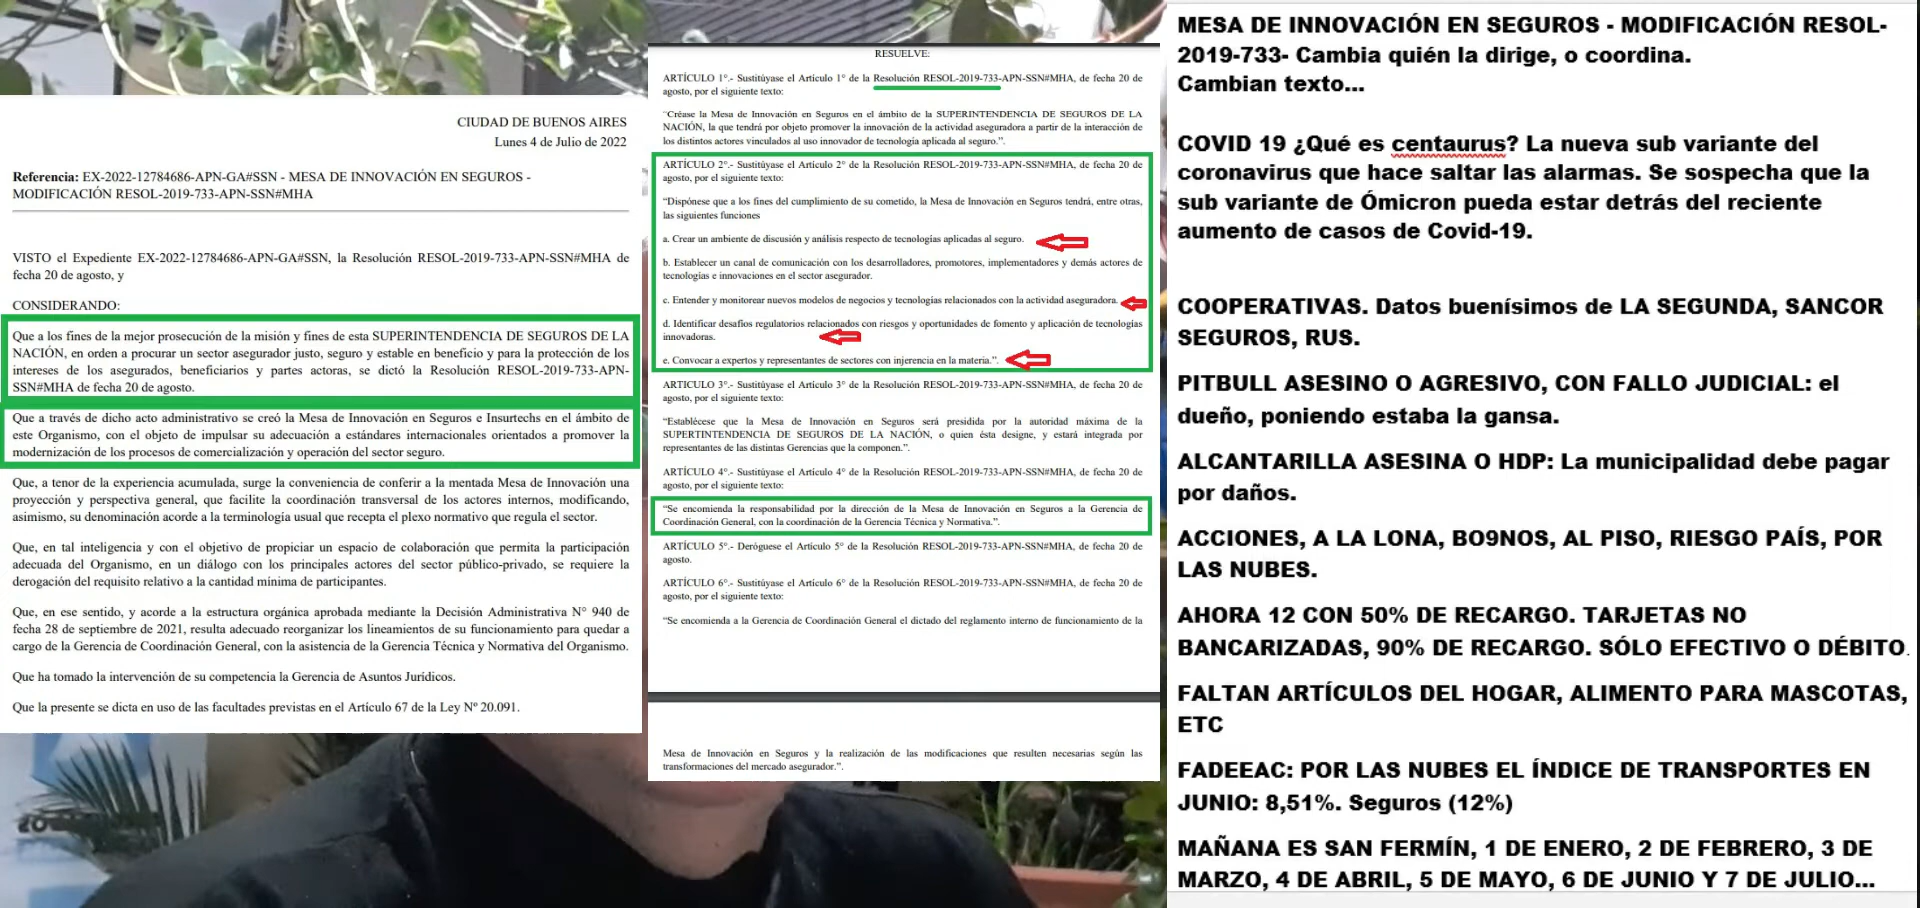 CIUDAD DE BUENOS AIRES
Lunes 4 de Julio de 2022
Referencia: EX-2022-12784686-APN-GA#SSN - MESA DE INNOVACIÓN EN SEGUROS -
MODIFICACIÓN RESOL-2019-733-APN-SSN#MHA
VISTO el Expediente EX-2022-12784686-APN-GA#SSN, la Resolución RESOL-2019-733-APN-SSN#MHA de
fecha 20 de agosto, y
CONSIDERANDO:
Que a los fines de la mejor prosecución de la misión y fines de esta SUPERINTENDENCIA DE SEGUROS DE LA
NACIÓN, en orden a procurar un sector asegurador justo, seguro y estable en beneficio y para la protección de los
intereses de los asegurados, beneficiarios y partes actoras, se dictó la Resolución RESOL-2019-733-APN-
SSN#MHA de fecha 20 de agosto.
Que a través de dicho acto administrativo se creó la Mesa de Innovación en Seguros e Insurtechs en el ámbito de
este Organismo, con el objeto de impulsar su adecuación a estándares internacionales orientados a promover la
modernización de los procesos de comercialización y operación del sector seguro.
Que, a tenor de la experiencia acumulada, surge la conveniencia de conferir a la mentada Mesa de Innovación una
proyección y perspectiva general, que facilite la coordinación transversal de los actores internos, modificando,
asimismo, su denominación acorde a la terminología usual que recepta el plexo normativo que regula el sector.
Que, en tal inteligencia y con el objetivo de propiciar un espacio de colaboración que permita la participación
adecuada del Organismo, en un diálogo con los principales actores del sector público-privado, se requiere la
derogación del requisito relativo a la cantidad mínima de participantes.
Que, en ese sentido, y acorde a la estructura orgánica aprobada mediante la Decisión Administrativa N° 940 de
fecha 28 de septiembre de 2021, resulta adecuado reorganizar los lineamientos de su funcionamiento para quedar a
cargo de la Gerencia de Coordinación General, con la asistencia de la Gerencia Técnica y Normativa del Organismo.
Que ha tomado la intervención de su competencia la Gerencia de Asuntos Jurídicos.
Que la presente se dicta en uso de las facultades previstas en el Artículo 67 de la Ley Nº 20.091.
RESUELVE:
ARTÍCULO 1°.- Sustitúyase el Artículo 1° de la Resolución RESOL-2019-733-APN-SSN#MHA, de fecha 20 de
agosto, por el siguiente texto:
"Créase la Mesa de Innovación en Seguros en el ámbito de la SUPERINTENDENCIA DE SEGUROS DE LA
NACIÓN, la que tendrá por objeto promover la innovación de la actividad aseguradora a partir de la interacción de
los distintos actores vinculados al uso innovador de tecnología aplicada al seguro.".
ARTÍCULO 2°.- Sustitúyase el Artículo 2° de la Resolución RESOL-2019-733-APN-SSN#MHA, de fecha 20 de
agosto, por el siguiente texto:
"Dispónese que a los fines del cumplimiento de su cometido, la Mesa de Innovación en Seguros tendrá, entre otras,
las siguientes funciones
a. Crear un ambiente de discusión y análisis respecto de tecnologías aplicadas al seguro.
b. Establecer un canal de comunicación con los desarrolladores, promotores, implementadores y demás actores de
tecnologías e innovaciones en el sector asegurador.
c. Entender y monitorear nuevos modelos de negocios y tecnologías relacionados con la actividad aseguradora.
d. Identificar desafíos regulatorios relacionados con riesgos y oportunidades de fomento y aplicación de tecnologías
innovadoras.
e. Convocar a expertos y representantes de sectores con injerencia en la materia.".
ARTÍCULO 3°.- Sustitúyase el Artículo 3° de la Resolución RESOL-2019-733-APN-SSN#MHA, de fecha 20 de
agosto, por el siguiente texto:
"Establécese que la Mesa de Innovación en Seguros será presidida por la autoridad máxima de la
SUPERTINTENDENCIA DE SEGUROS DE LA NACIÓN, o quien ésta designe, y estará integrada por
representantes de las distintas Gerencias que la componen.".
ARTÍCULO 4°.- Sustitúyase el Artículo 4° de la Resolución RESOL-2019-733-APN-SSN#MHA, de fecha 20 de
agosto, por el siguiente texto:
"Se encomienda la responsabilidad por la dirección de la Mesa de Innovación en Seguros a la Gerencia de
Coordinación General, con la coordinación de la Gerencia Técnica y Normativa.".
ARTÍCULO 5°.- Deróguese el Artículo 5° de la Resolución RESOL-2019-733-APN-SSN#MHA, de fecha 20 de
agosto.
ARTÍCULO 6°.- Sustitúyase el Artículo 6° de la Resolución RESOL-2019-733-APN-SSN#MHA, de fecha 20 de
agosto, por el siguiente texto:
"Se encomienda a la Gerencia de Coordinación General el dictado del reglamento interno de funcionamiento de la
Mesa de Innovación en Seguros y la realización de las modificaciones que resulten necesarias según las
transformaciones del mercado asegurador.".
MESA DE INNOVACIÓN EN SEGUROS - MODIFICACIÓN RESOL-
2019-733- Cambia quién la dirige, o coordina.
Cambian texto...
COVID 19 ¿Qué es centaurus? La nueva sub variante del
coronavirus que hace saltar las alarmas. Se sospecha que la
sub variante de Ómicron pueda estar detrás del reciente
aumento de casos de Covid-19.
COOPERATIVAS. Datos buenísimos de LA SEGUNDA, SANCOR
SEGUROS, RUS.
PITBULL ASESINO O AGRESIVO, CON FALLO JUDICIAL: el
dueño, poniendo estaba la gansa.
ALCANTARILLA ASESINA O HDP: La municipalidad debe pagar
por daños.
ACCIONES, A LA LONA, BO9NOS, AL PISO, RIESGO PAÍS, POR
LAS NUBES.
AHORA 12 CON 50% DE RECARGO. TARJETAS NO
BANCARIZADAS, 90% DE RECARGO. SÓLO EFECTIVO O DÉBITO.
FALTAN ARTÍCULOS DEL HOGAR, ALIMENTO PARA MASCOTAS,
ETC
FADEEAC: POR LAS NUBES EL ÍNDICE DE TRANSPORTES EN
JUNIO: 8,51%. Seguros (12%)
MAÑANA ES SAN FERMÍN, 1 DE ENERO, 2 DE FEBRERO, 3 DE
MARZO, 4 DE ABRIL, 5 DE MAYO, 6 DE JUNIO Y 7 DE JULIO...